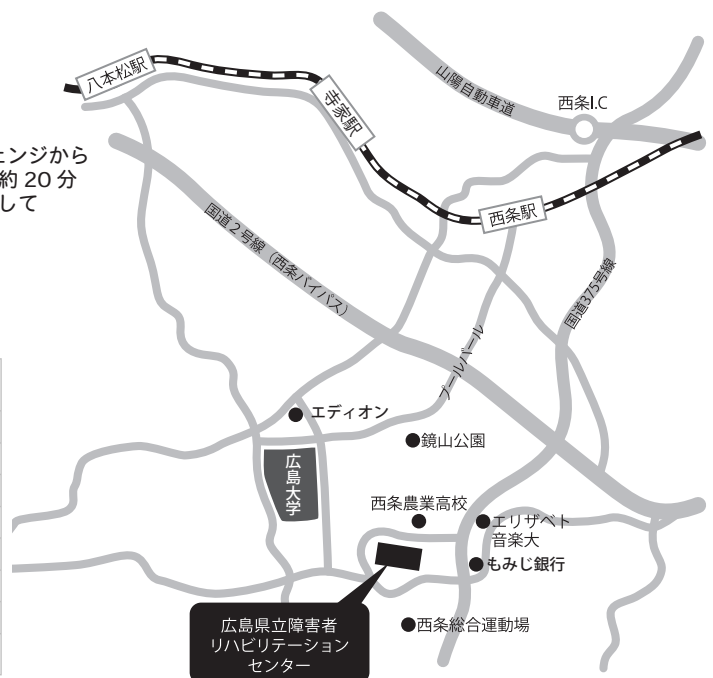 八本松駅
寺家駅
山陽自動車道
西条I.C
ェンジから
約 20 分
して
西条駅
国道２号線（西条バイパス）
国道375号線
ブールバール
エディオン
鏡山公園
広島大学
西条農業高校
エリザベト
音楽大
もみじ銀行
広島県立障害者
リハビリテーション
センター
西条総合運動場